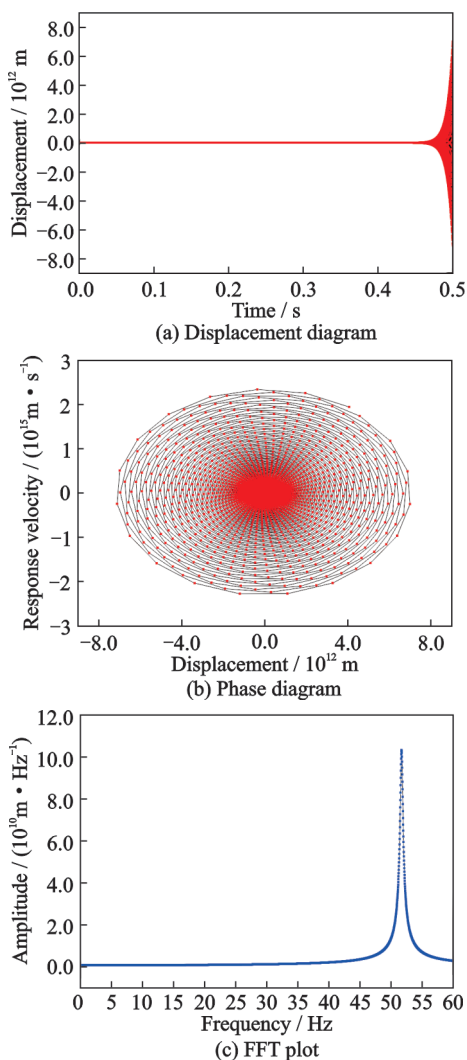 8.0
6.0
4.0
2.0
0.0
−2.0
−4.0
−6.0
−8.0
Displacement / 10¹² m
0.0 0.1 0.2 0.3 0.4 0.5
Time / s
(a) Displacement diagram
3
2
1
0
−1
−2
−3
Response velocity / (10¹⁵m • s⁻¹)
−8.0 −4.0 0.0 4.0 8.0
Displacement / 10¹² m
(b) Phase diagram
12.0
10.0
8.0
6.0
4.0
2.0
0.0
Amplitude / (10¹⁰m • Hz⁻¹)
0 5 10 15 20 25 30 35 40 45 50 55 60
Frequency / Hz
(c) FFT plot